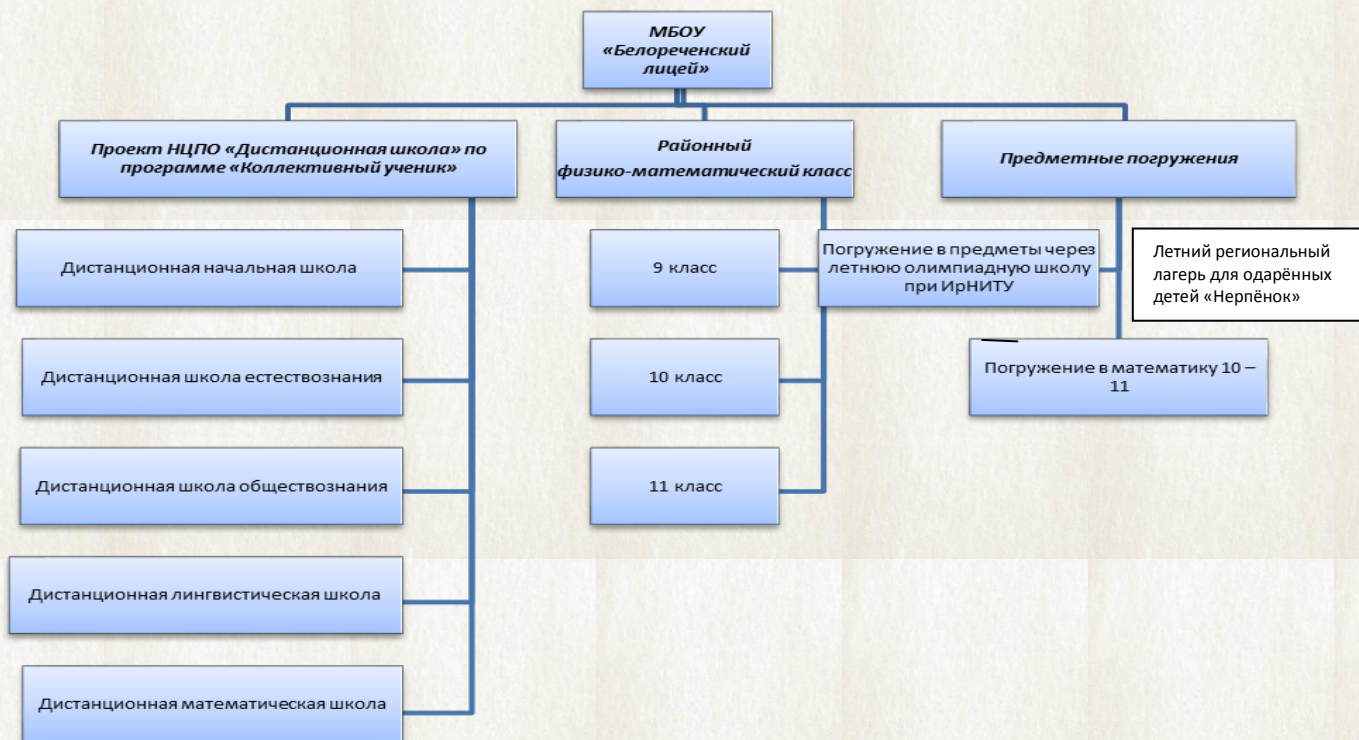 МБОУ
«Белореченский
лицей»
Проект НЦПО «Дистанционная школа» по
программе «Коллективный ученик»
Районный
физико-математический класс
Предметные погружения
Дистанционная начальная школа
Дистанционная школа естествознания
Дистанционная школа обществознания
Дистанционная лингвистическая школа
Дистанционная математическая школа
9 класс
10 класс
11 класс
Погружение в предметы через
летнюю олимпиадную школу
при ИрНИТУ
Летний региональный
лагерь для одарённых
детей «Нерпёнок»
Погружение в математику 10 –
11